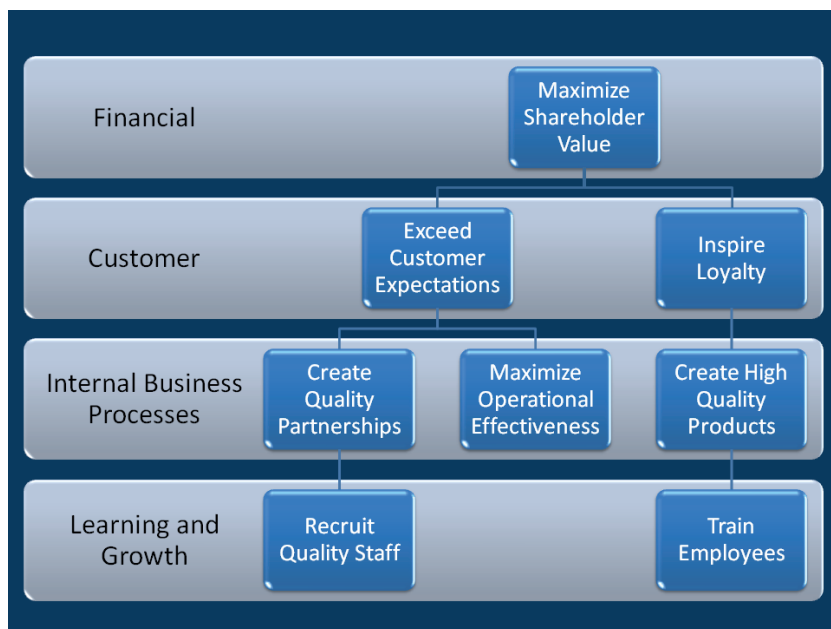 Financial
Maximize
Shareholder
Value
Customer
Exceed
Customer
Expectations
Inspire
Loyalty
Internal Business
Processes
Create
Quality
Partnerships
Maximize
Operational
Effectiveness
Create High
Quality
Products
Learning and
Growth
Recruit
Quality Staff
Train
Employees